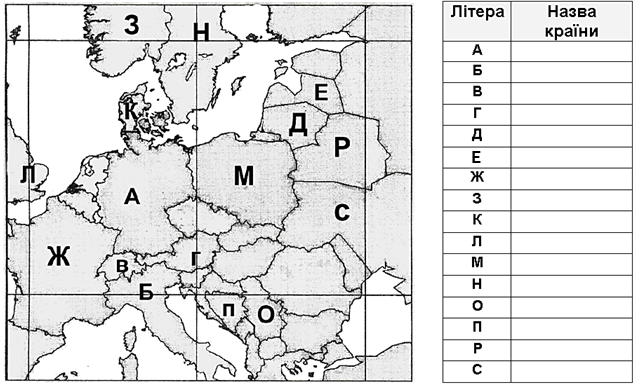 З
Н
К
Е
Д
Р
Л
А
М
С
Ж
В
Г
Б
П
О
Літера Назва країни
А
Б
В
Г
Д
Е
Ж
З
К
Л
М
Н
О
П
Р
С